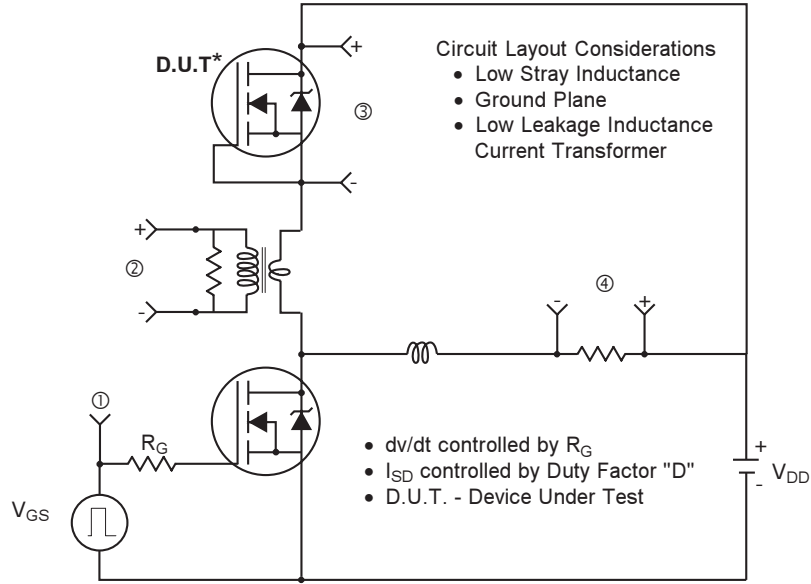 D.U.T*
+
-
③
Circuit Layout Considerations
• Low Stray Inductance
• Ground Plane
• Low Leakage Inductance
Current Transformer
+
②
-
④
-
+
①
RG
VGS
• dv/dt controlled by RG
• ISD controlled by Duty Factor "D"
• D.U.T. - Device Under Test
+
VDD
-